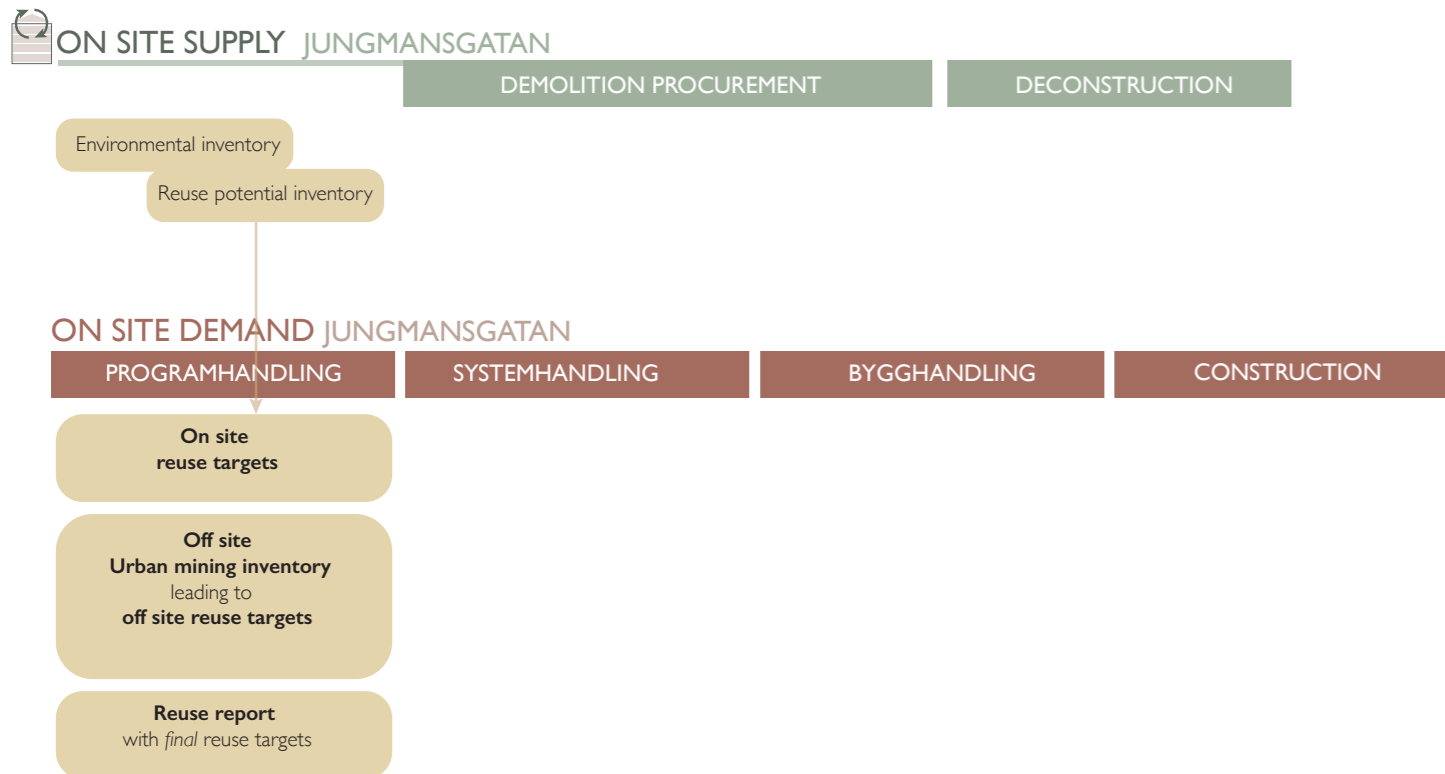 ON SITE SUPPLY JUNGMANSGATAN
DEMOLITION PROCUREMENT
DECONSTRUCTION
Environmental inventory
Reuse potential inventory
ON SITE DEMAND JUNGMANSGATAN
PROGRAMHANDLING
SYSTEMHANDLING
BYGGHANDLING
CONSTRUCTION
On site
reuse targets
Off site
Urban mining inventory
leading to
off site reuse targets
Reuse report
with final reuse targets